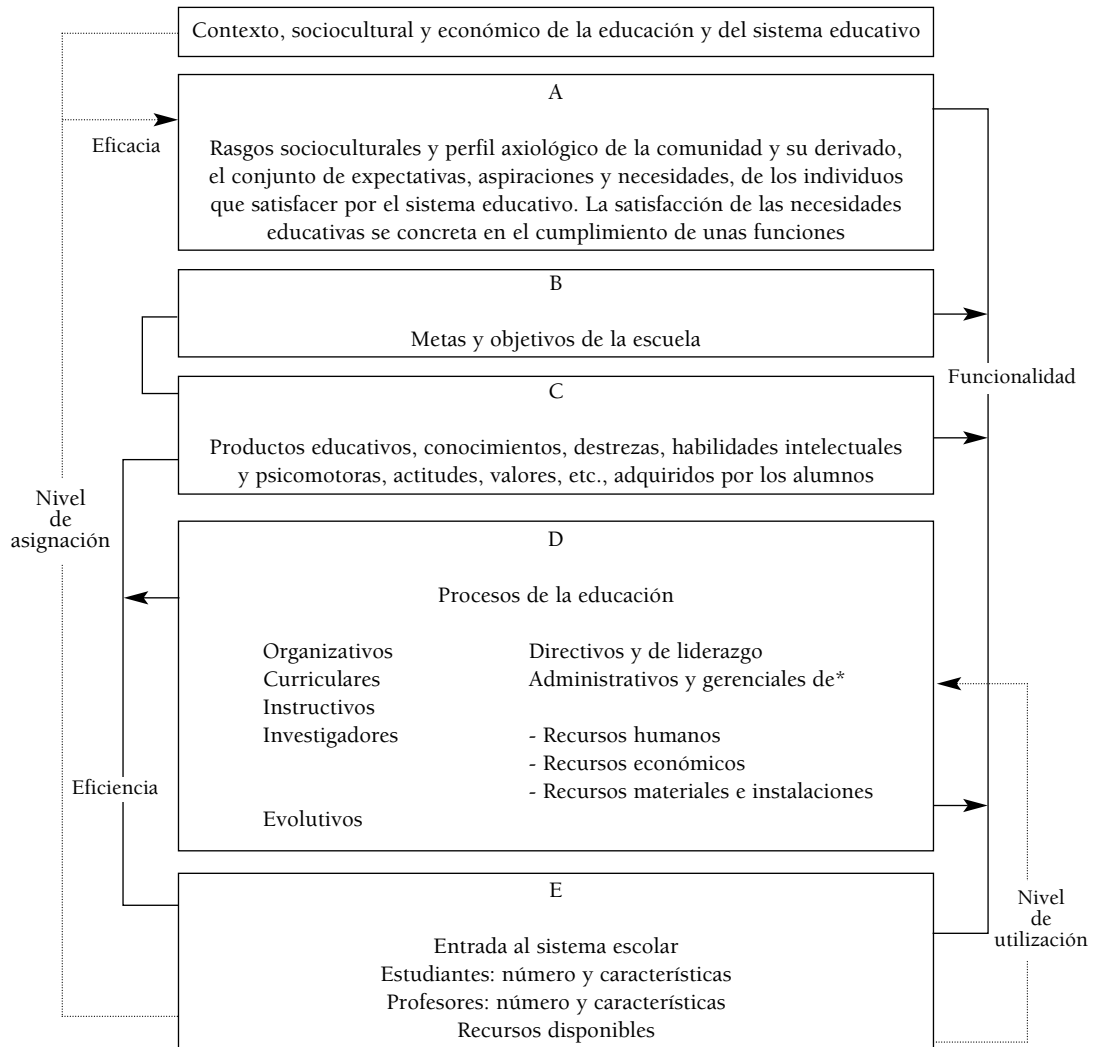 Contexto, sociocultural y económico de la educación y del sistema educativo
A
Eficacia
Rasgos socioculturales y perfil axiológico de la comunidad y su derivado,
el conjunto de expectativas, aspiraciones y necesidades, de los individuos
que satisfacer por el sistema educativo. La satisfacción de las necesidades
educativas se concreta en el cumplimiento de unas funciones
B
Metas y objetivos de la escuela
Funcionalidad
C
Productos educativos, conocimientos, destrezas, habilidades intelectuales
y psicomotoras, actitudes, valores, etc., adquiridos por los alumnos
Nivel
de
asignación
D
Procesos de la educación
Organizativos Directivos y de liderazgo
Curriculares Administrativos y gerenciales de*
Instructivos
Investigadores - Recursos humanos
- Recursos económicos
- Recursos materiales e instalaciones
Eficiencia
Evolutivos
E
Entrada al sistema escolar
Estudiantes: número y características
Profesores: número y características
Recursos disponibles
Nivel
de
utilización